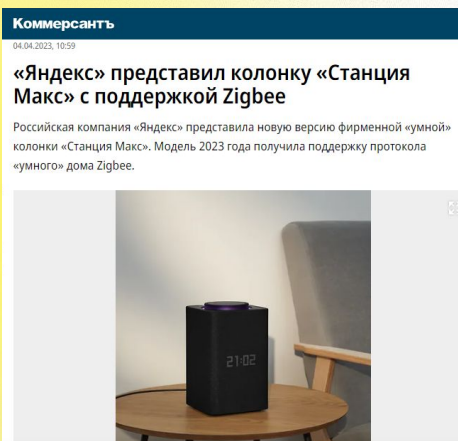 Коммерсантъ
04.04.2023, 10:59
«Яндекс» представил колонку «Станция
Макс» с поддержкой Zigbee
Российская компания «Яндекс» представила новую версию фирменной «умной»
колонки «Станция Макс». Модель 2023 года получила поддержку протокола
«умного» дома Zigbee.
21:02